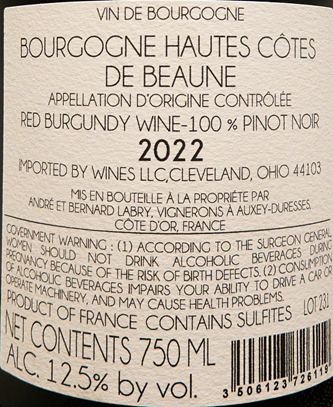 VIN DE BOURGOGNE
BOURGOGNE HAUTES CÔTES
DE BEAUNE
APPELLATION D'ORIGINE CONTRÔLÉE
RED BURGUNDY WINE-100 % PINOT NOIR
2022
IMPORTED BY WINES LLC,CLEVELAND, OHIO 44103
MIS EN BOUTEILLE À LA PROPRIÈTE PAR
ANDRÉ ET BERNARD LABRY, VIGNERONS À AUXEY-DURESSES,
CÔTE D'OR, FRANCE
GOVERNMENT WARNING : (1) ACCORDING TO THE SURGEON GENERAL,
WOMEN SHOULD NOT DRINK ALCOHOLIC BEVERAGES DURING
PREGNANCY BECAUSE OF THE RISK OF BIRTH DEFECTS. (2) CONSUMPTION
OF ALCOHOLIC BEVERAGES IMPAIRS YOUR ABILITY TO DRIVE A CAR OR
OPERATE MACHINERY, AND MAY CAUSE HEALTH PROBLEMS.
PRODUCT OF FRANCE CONTAINS SULFITES LOT
NET CONTENTS 750 ML
ALC. 12.5% by vol.
3 506123 726119